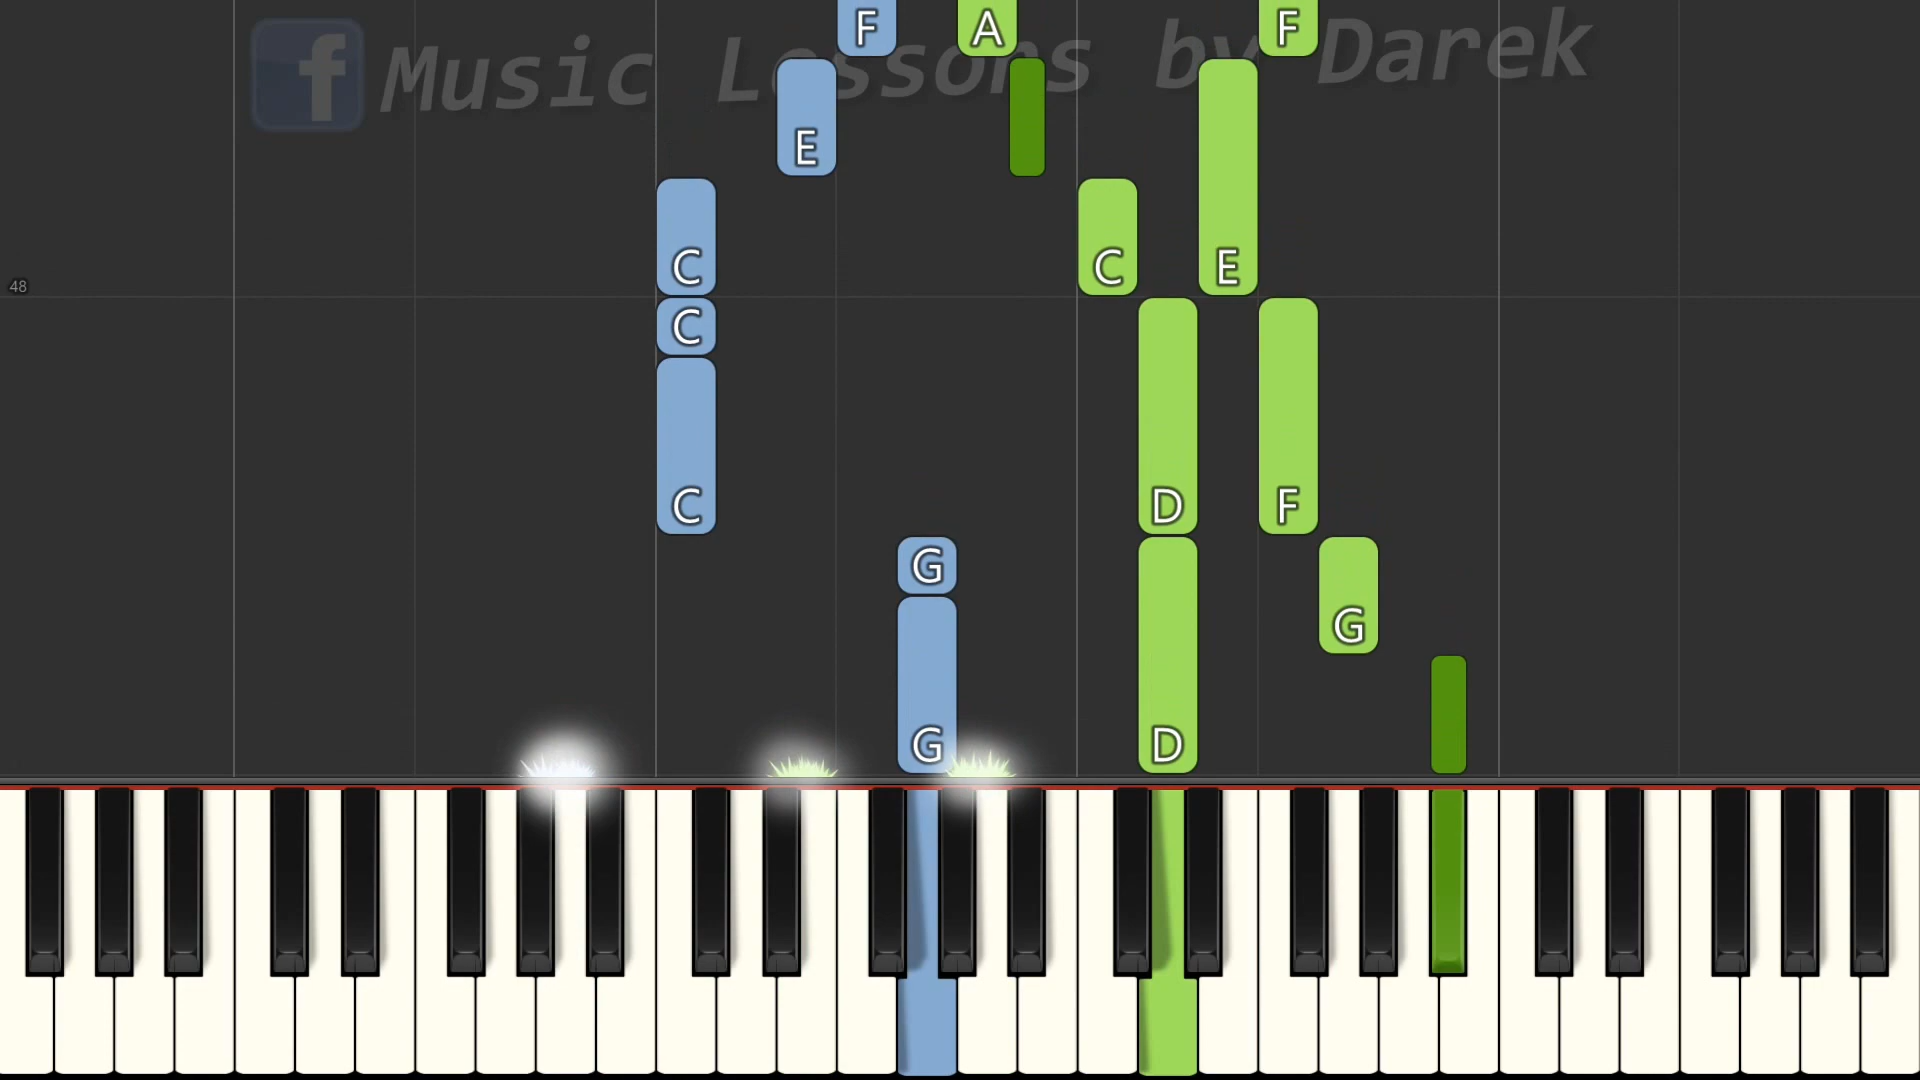 f Music Lessons by Darek
F A F
E
C C E
48
C
C D F
G
G
G D